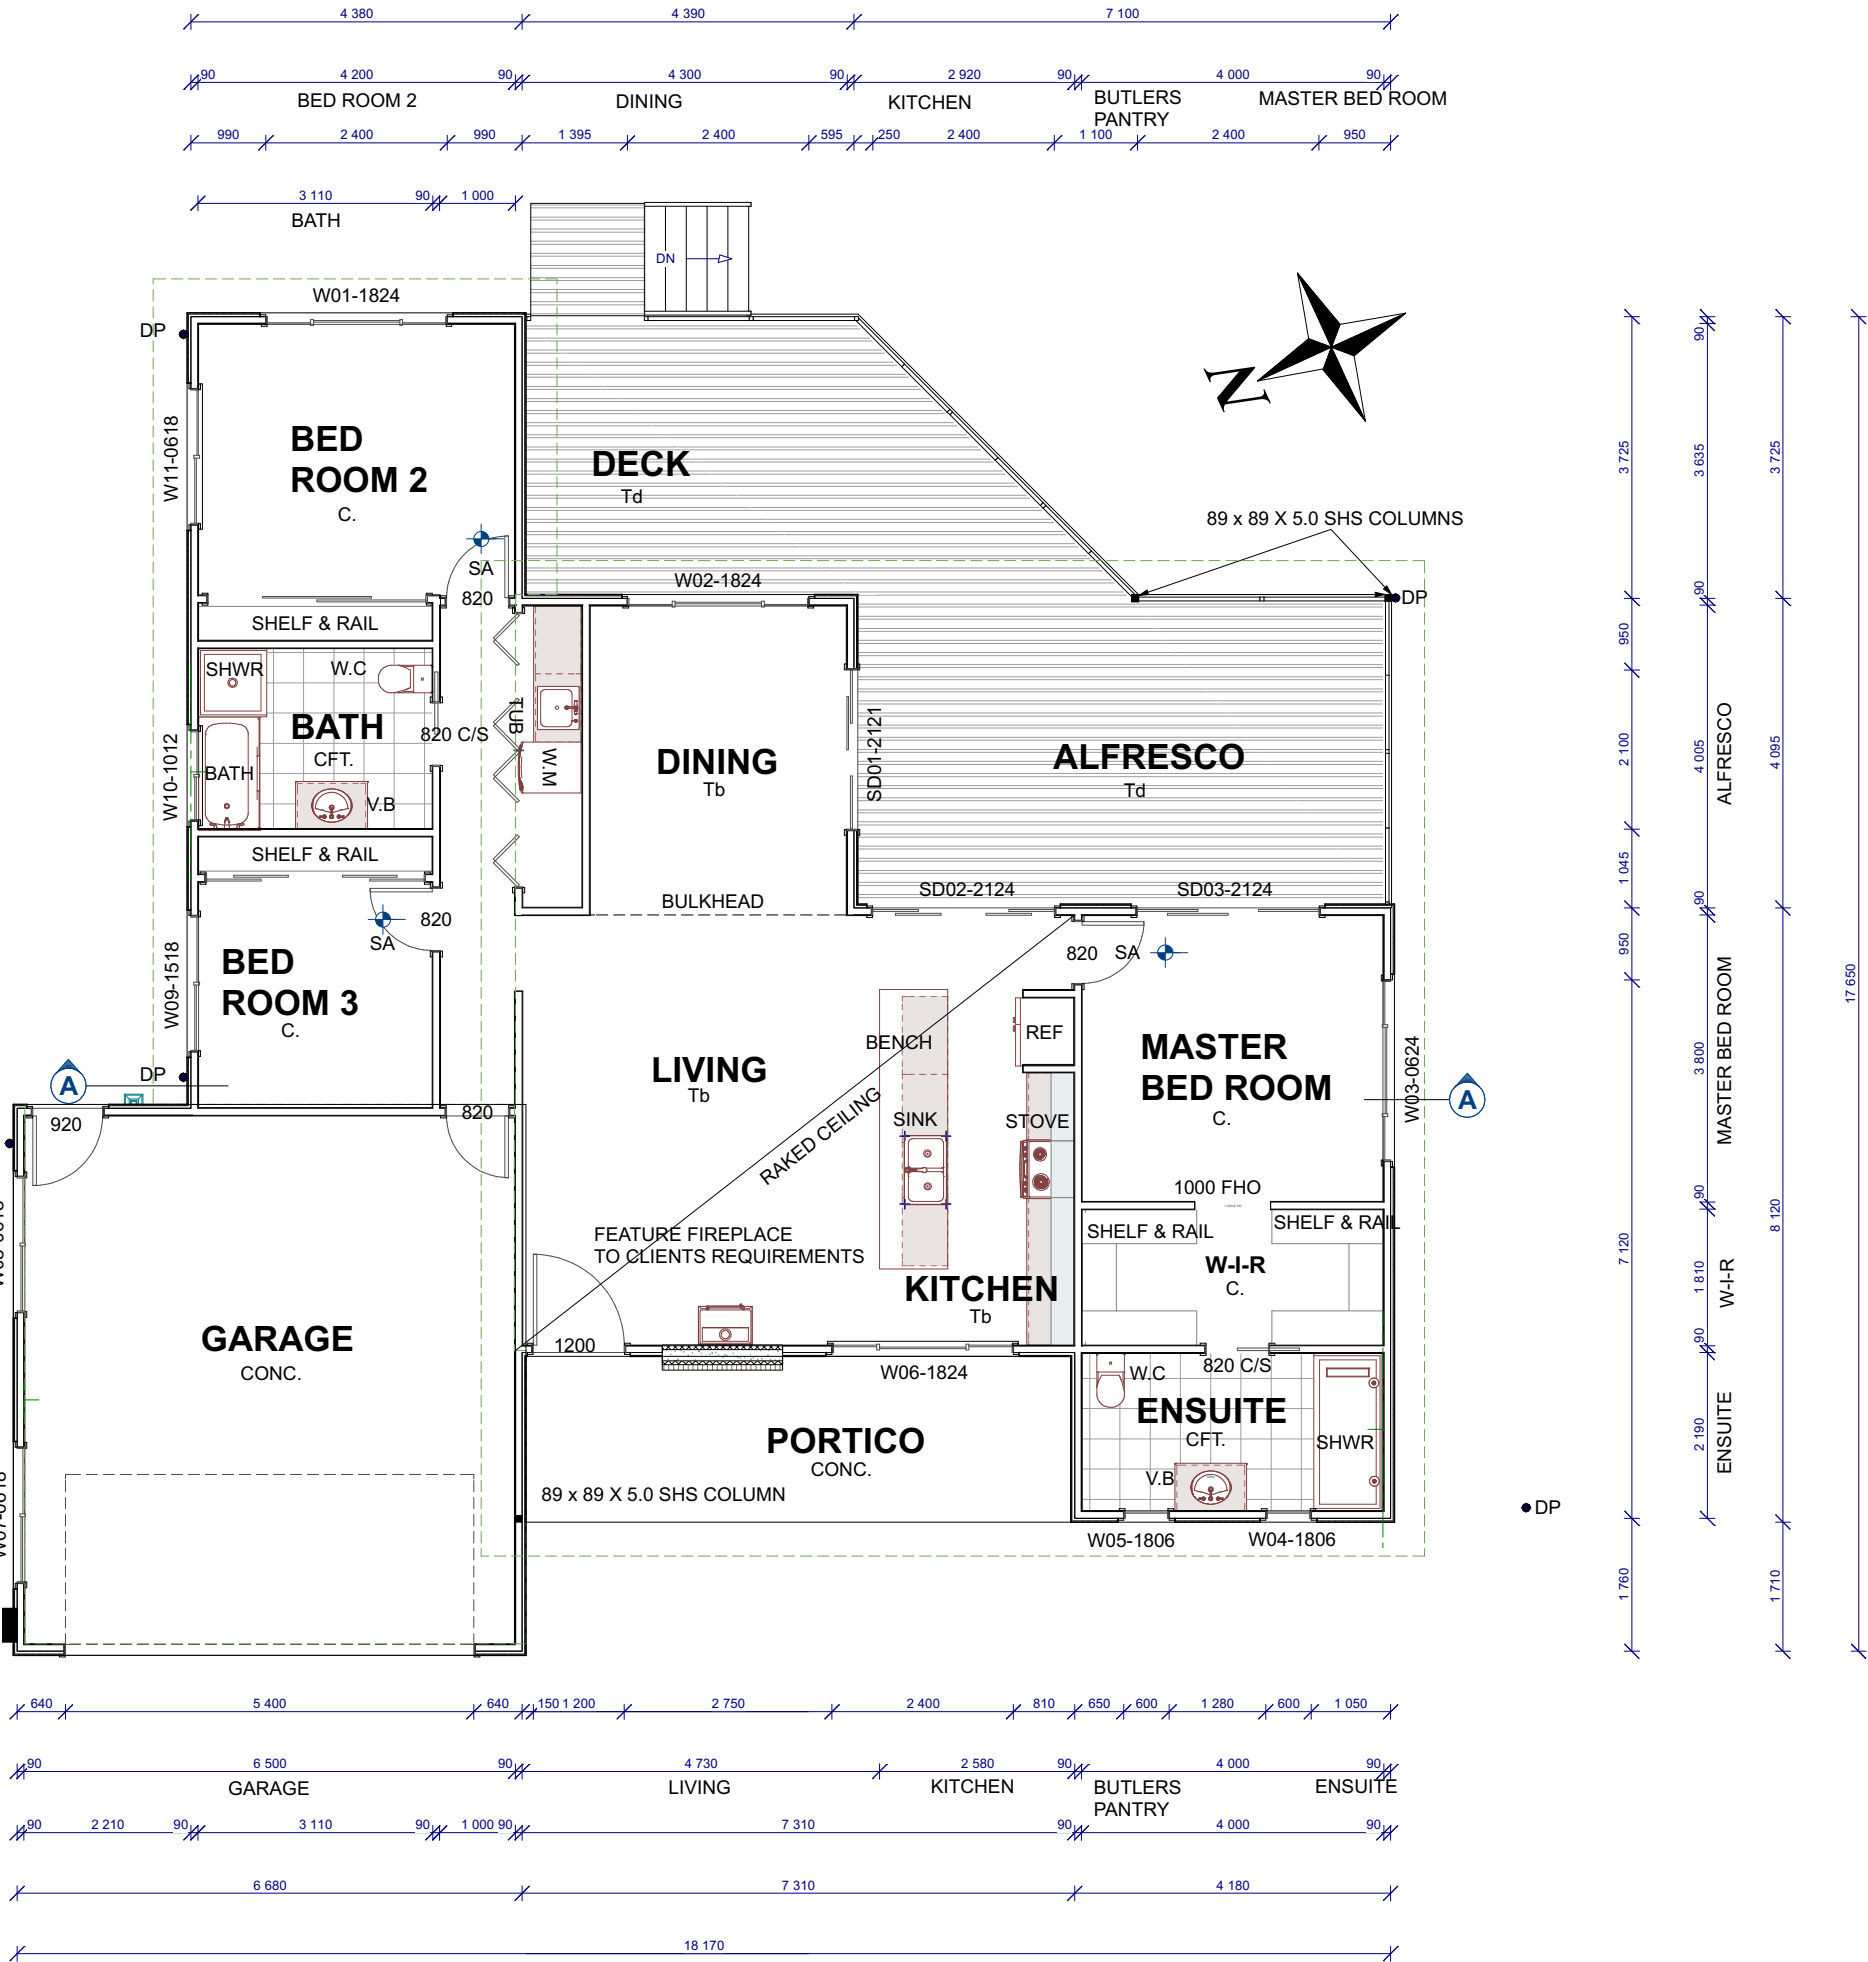 4 380 4 390 7 100
90 4 200 90 4 300 90 2 920 90 4 000 90
BED ROOM 2 DINING KITCHEN BUTLERS MASTER BED ROOM
PANTRY
990 2 400 990 1 395 2 400 595 250 2 400 1 100 2 400 950
3 110 90 1 000
BATH
DN
W01-1824
DP
N
W11-0618
BED
ROOM 2
C.
DECK
Td
89 x 89 X 5.0 SHS COLUMNS
SA
820
W02-1824
DP
SHELF & RAIL
SHWR
W.C
BATH
CFT.
820 C/S
TUB
W.M
BATH
V.B
W10-1012
DINING
Tb
SD01-2121
ALFRESCO
Td
SHELF & RAIL
BULKHEAD
SD02-2124
SD03-2124
820
SA
820
SA
W09-1518
BED
ROOM 3
C.
DP
A
920
820
LIVING
Tb
BENCH
REF
RAKED CEILING
SINK
STOVE
MASTER
BED ROOM
C.
W03-0624
A
1000 FHO
SHELF & RAIL
SHELF & RAIL
W-I-R
C.
FEATURE FIREPLACE
TO CLIENTS REQUIREMENTS
KITCHEN
Tb
GARAGE
CONC.
1200
W06-1824
820 C/S
W.C
ENSUITE
CFT.
SHWR
V.B
PORTICO
CONC.
89 x 89 X 5.0 SHS COLUMN
W05-1806
W04-1806
DP
3 725
950
2 100
1 045
950
7 120
1 760
90
3 635
90
4 005
90
3 800
90
1 810
90
2 190
ALFRESCO
MASTER BED ROOM
W-I-R
ENSUITE
3 725
4 095
8 120
1 710
17 650
640 5 400 640 150 1 200 2 750 2 400 810 650 600 1 280 600 1 050
90 6 500 90 4 730 2 580 90 4 000 90
GARAGE LIVING KITCHEN BUTLERS ENSUITE
PANTRY
90 2 210 90 3 110 90 1 000 90 7 310 90 4 000 90
6 680 7 310 4 180
18 170